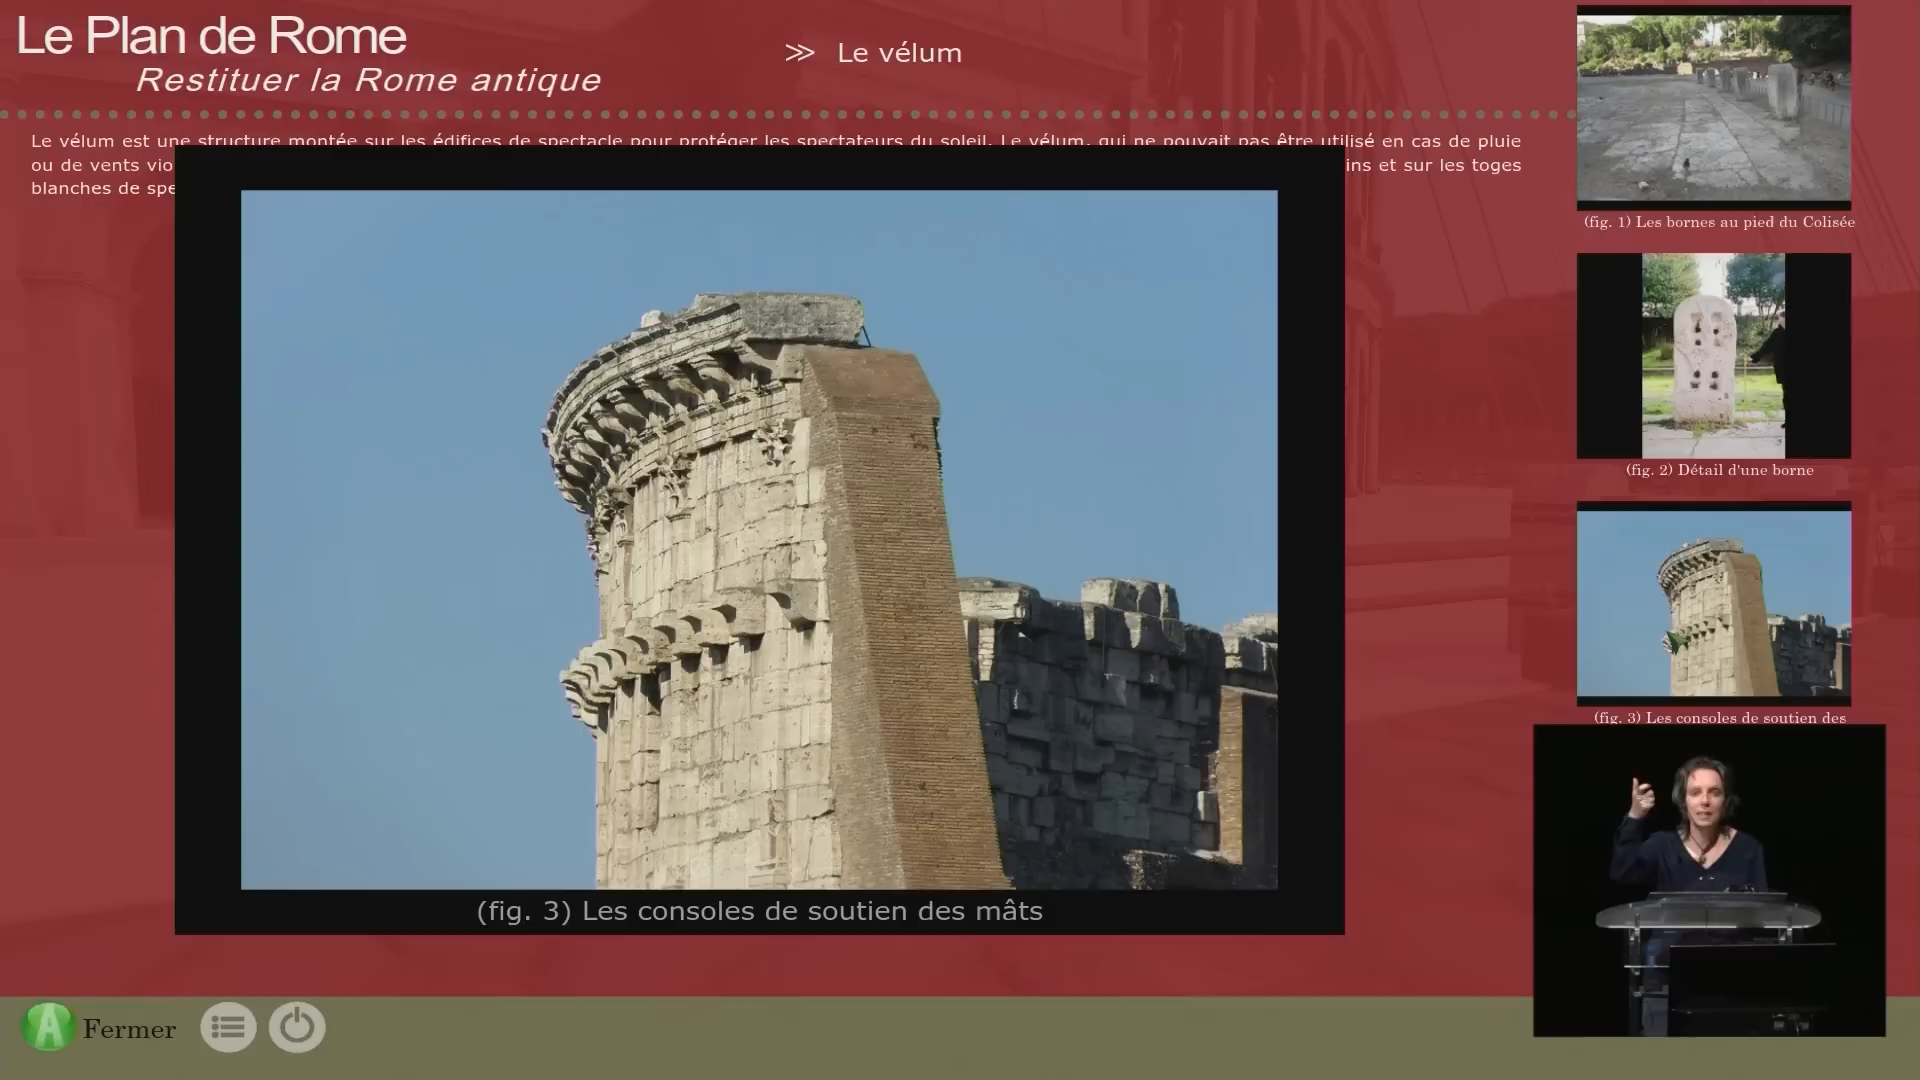 Le Plan de Rome
Restituer la Rome antique
≫ Le vélum
Le vélum est une structure montée sur les édifices de spectacle pour protéger les spectateurs du soleil. Le vélum, qui ne pouvait pas être utilisé en cas de pluie
ou de vents vio
ins et sur les toges
blanches de spe
(fig. 1) Les bornes au pied du Colisée
(fig. 2) Détail d'une borne
(fig. 3) Les consoles de soutien des
(fig. 3) Les consoles de soutien des mâts
A Fermer